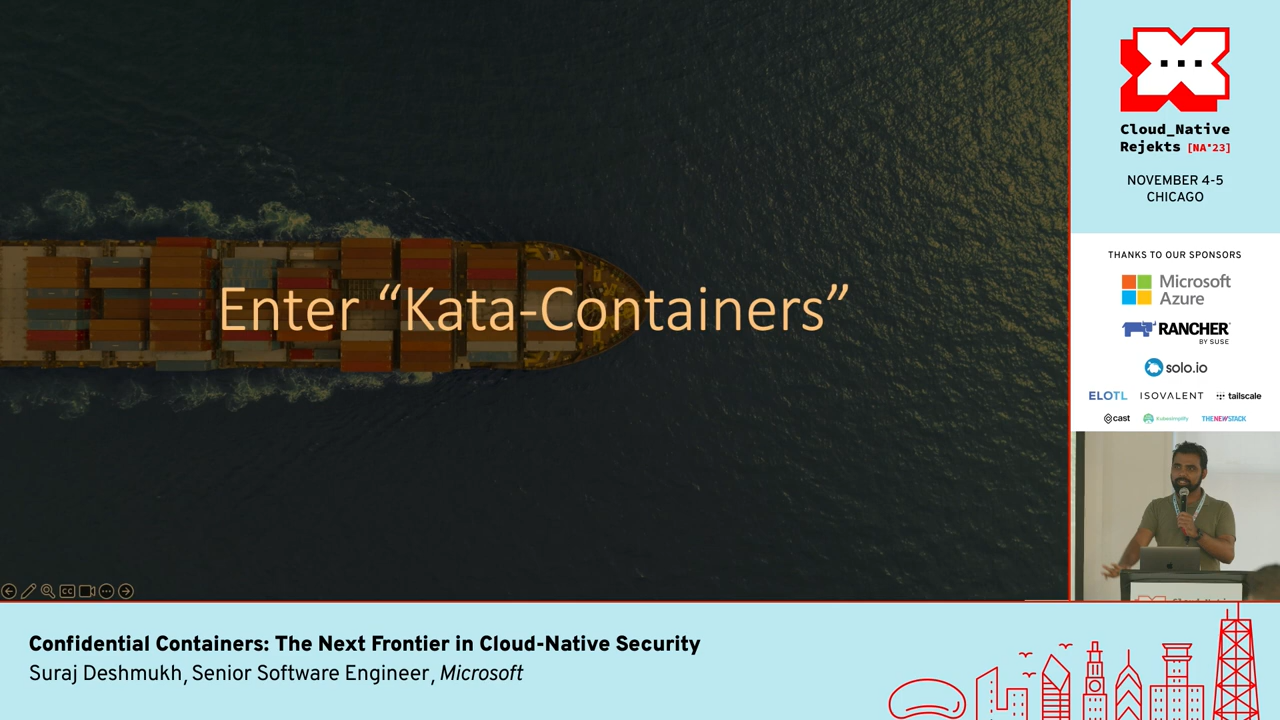 Enter “Kata-Containers”
CC
Cloud_Native
Rejekts [NA'23]
NOVEMBER 4-5
CHICAGO
THANKS TO OUR SPONSORS
Microsoft
Azure
RANCHER
BY SUSE
solo.io
ELOTL ISOVALENT tailscale
cast Kubesimplify THENEWSTACK
Confidential Containers: The Next Frontier in Cloud-Native Security
Suraj Deshmukh, Senior Software Engineer, Microsoft